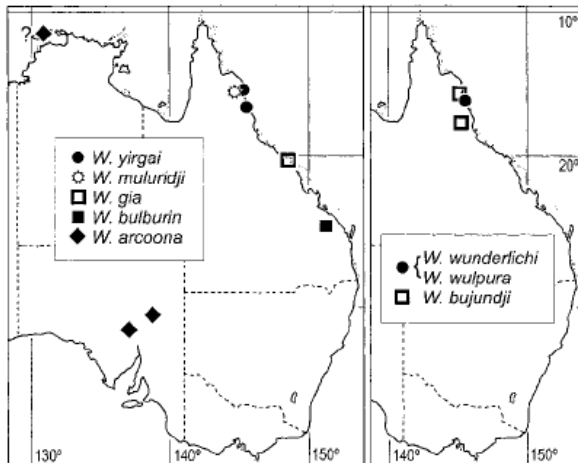 10°
?
W. yirgai
W. muluridji
W. gia
W. bulburin
W. arcoona
20°
W. wunderlichi
W. wulpura
W. bujundji
130°
140°
150°
140°
150°